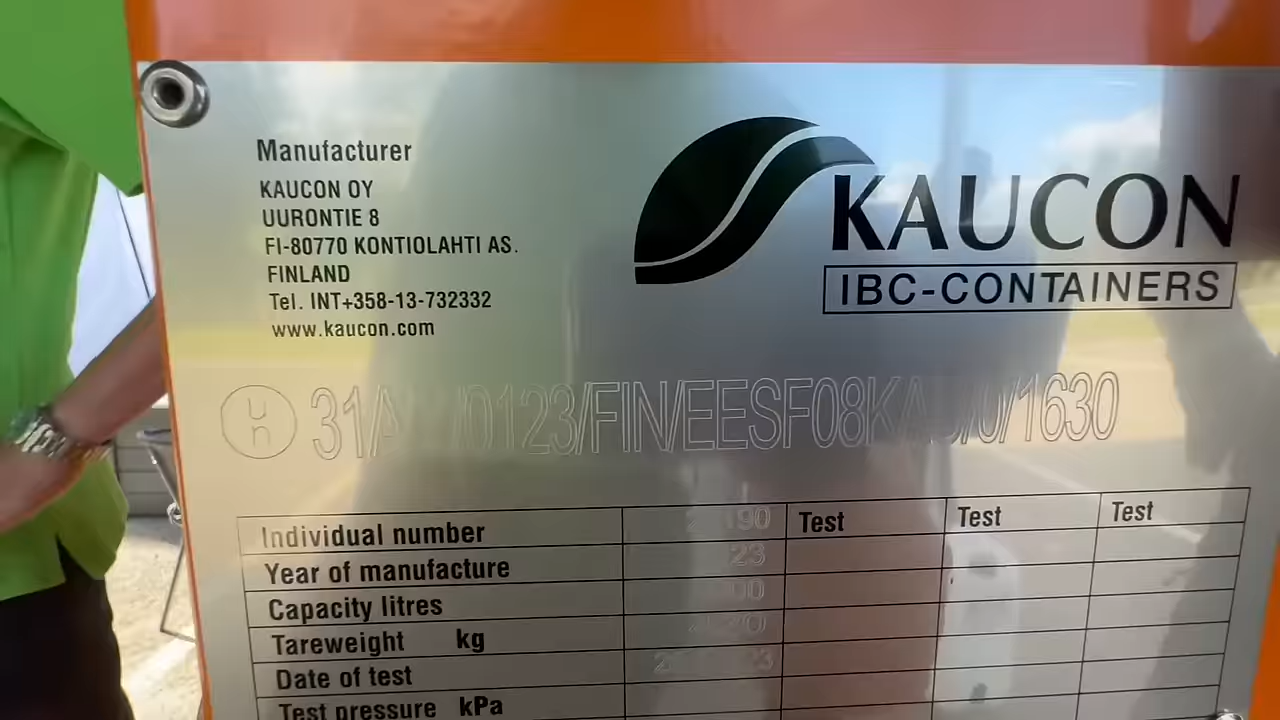 Manufacturer
KAUCON OY
UURONTIE 8
FI-80770 KONTIOLAHTI AS.
FINLAND
Tel. INT+358-13-732332
www.kaucon.com
KAUCON
IBC-CONTAINERS
Individual number Test Test Test
Year of manufacture
Capacity litres
Tareweight kg
Date of test
Test pressure kPa